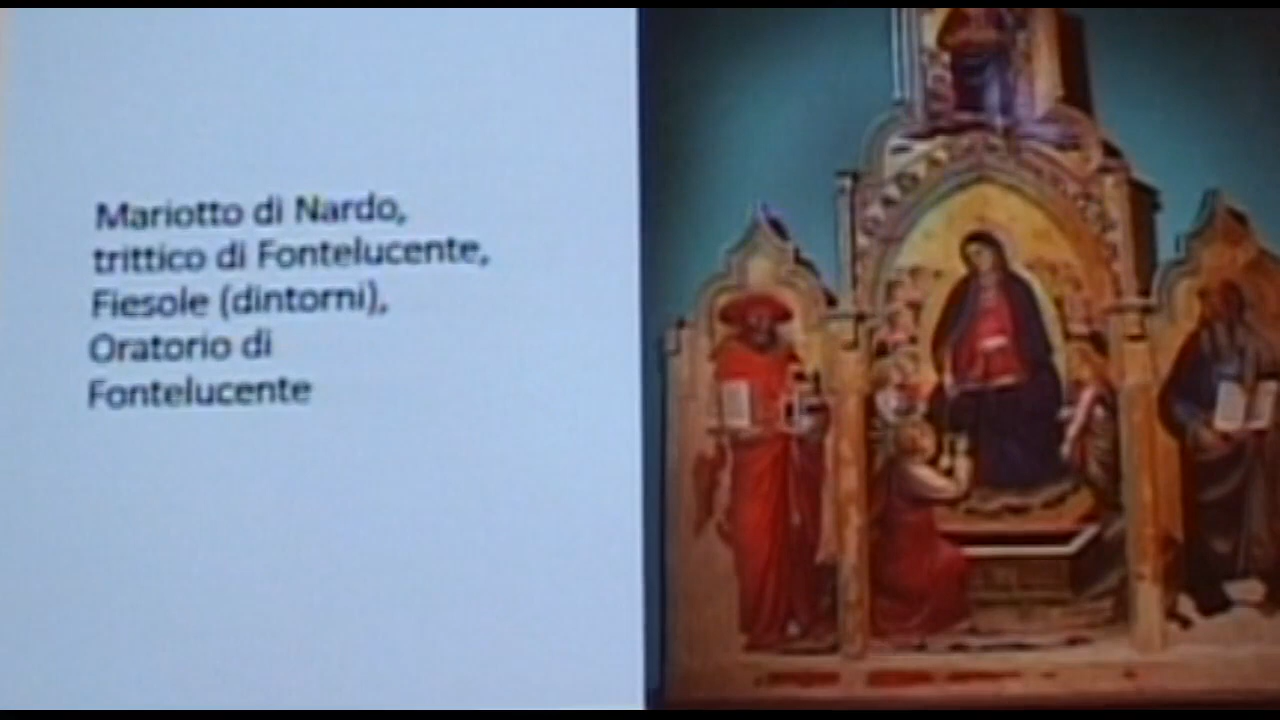 Mariotto di Nardo,
trittico di Fontelucente,
Fiesole (dintorni),
Oratorio di
Fontelucente